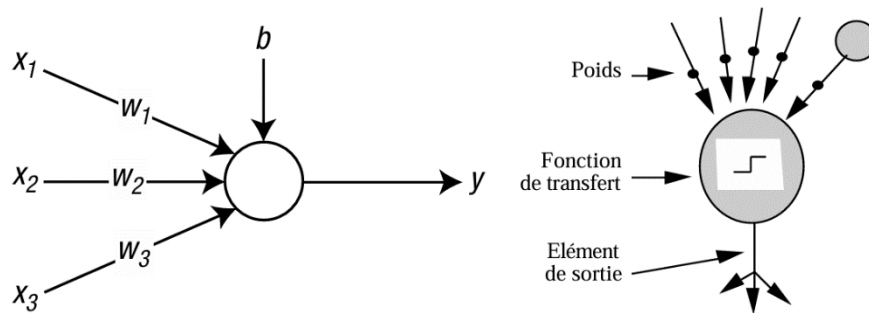 x1
w1
b
x2
w2
y
w3
x3
Poids
Fonction
de transfert
Elément
de sortie